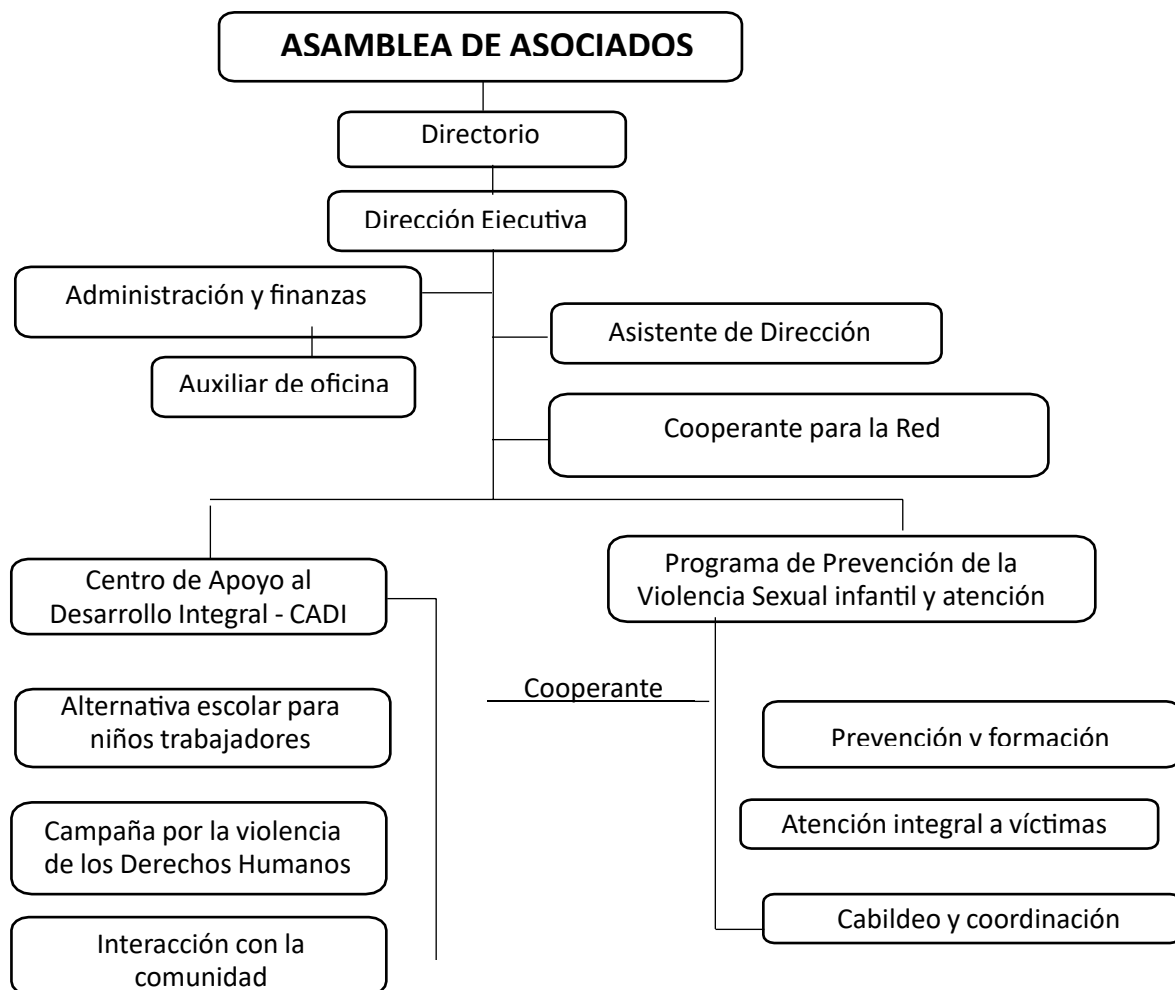 ASAMBLEA DE ASOCIADOS
Directorio
Dirección Ejecutiva
Administración y finanzas
Asistente de Dirección
Auxiliar de oficina
Cooperante para la Red
Centro de Apoyo al
Desarrollo Integral - CADI
Programa de Prevención de la
Violencia Sexual infantil y atención
Cooperante
Alternativa escolar para
niños trabajadores
Prevención y formación
Campaña por la violencia
de los Derechos Humanos
Atención integral a víctimas
Cabildeo y coordinación
Interacción con la
comunidad